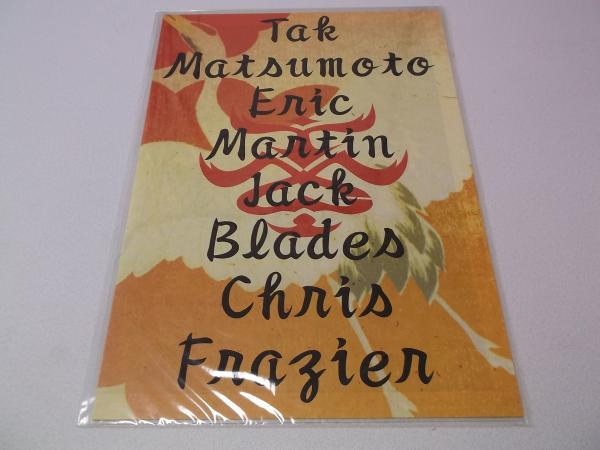 Tak
Matsumoto
Eric
Martin
Jack
Blades
Chris
Frazier